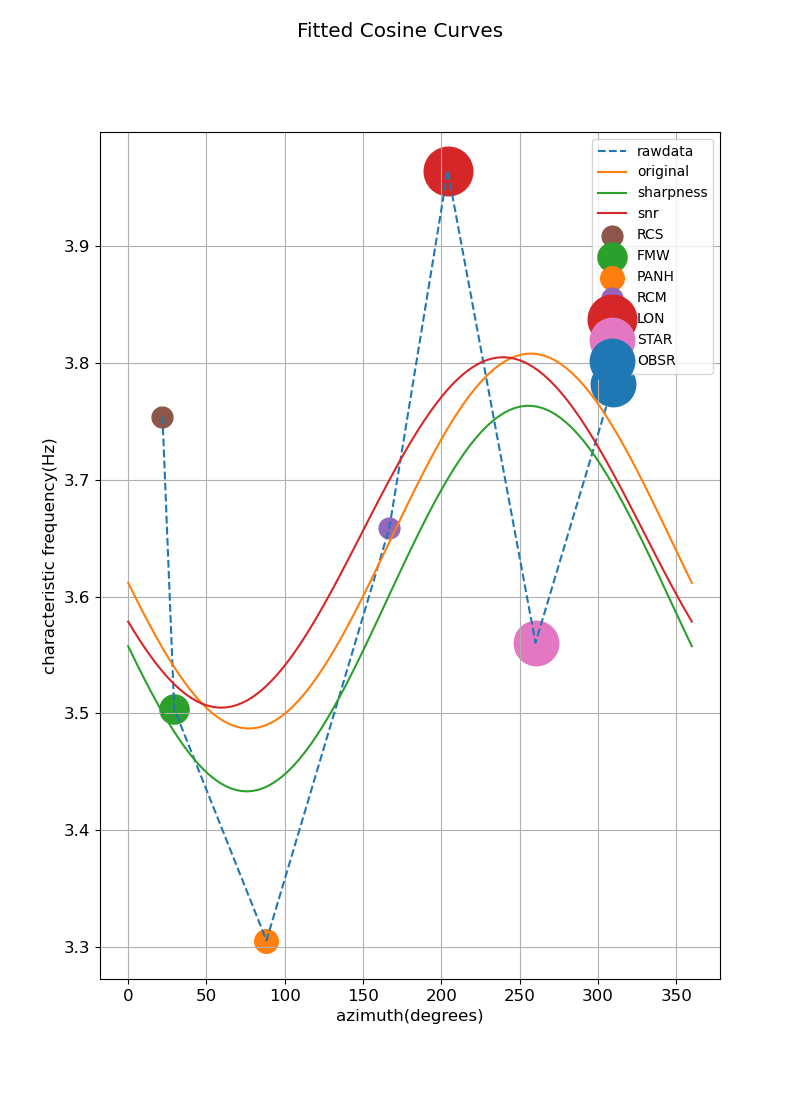 Fitted Cosine Curves
rawdata
original
sharpness
snr
RCS
FMW
PANH
RCM
LON
STAR
OBSR
characteristic frequency(Hz)
3.9
3.8
3.7
3.6
3.5
3.4
3.3
0 50 100 150 200 250 300 350
azimuth(degrees)